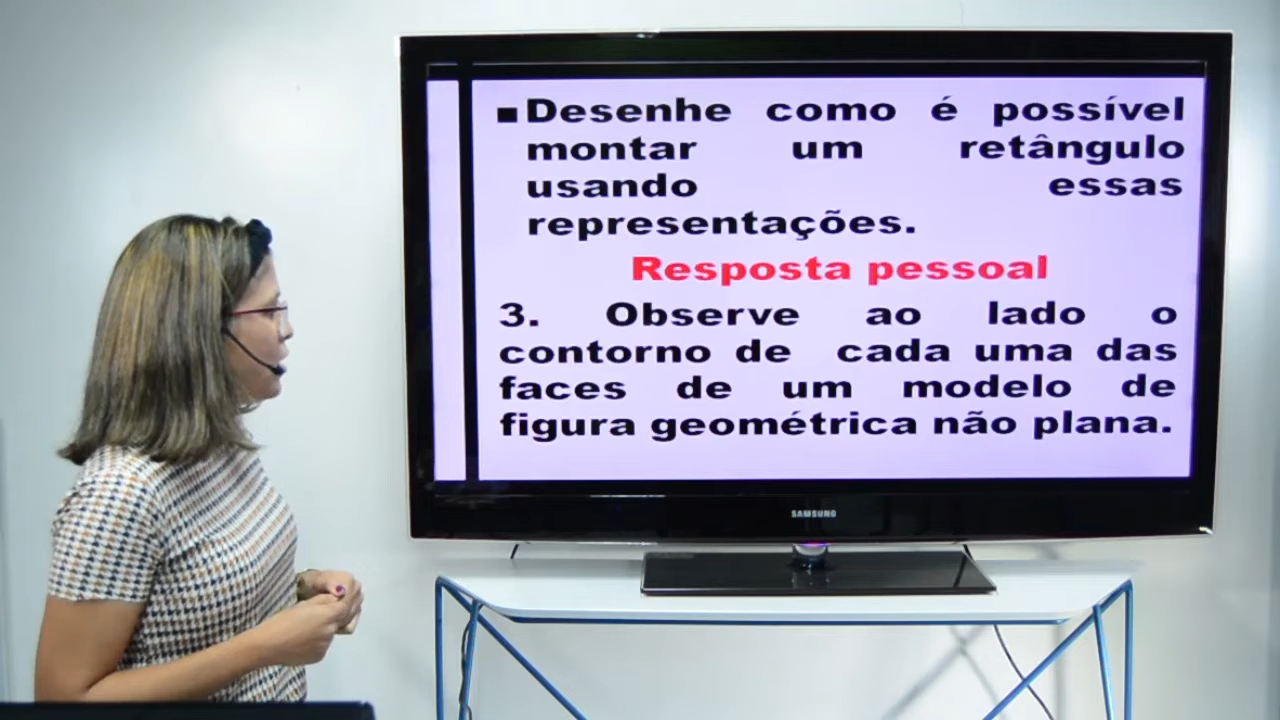 ▪Desenhe como é possível
montar um retângulo
usando essas
representações.
Resposta pessoal
3. Observe ao lado o
contorno de cada uma das
faces de um modelo de
figura geométrica não plana.
SAMSUNG